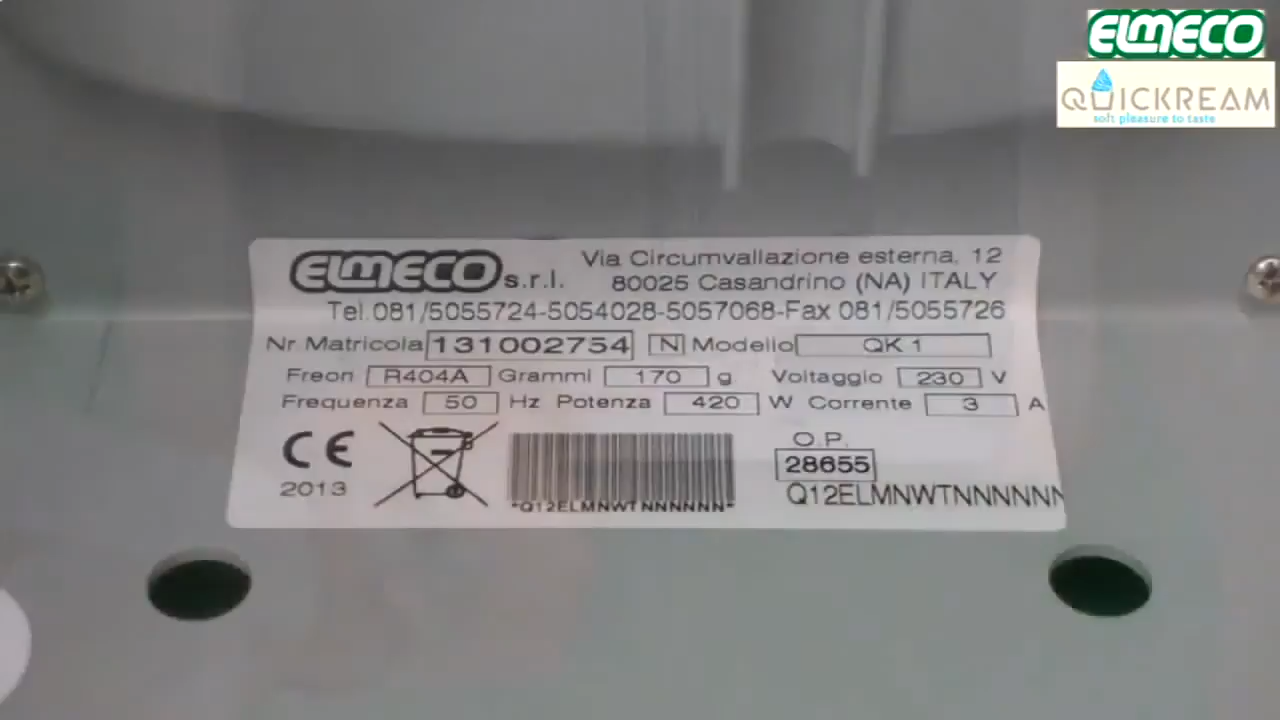 ELMECO
QUICKREAM
soft pleasure to taste
ELMECO s.r.l.
Via Circumvallazione esterna, 12
80025 Casandrino (NA) ITALY
Tel.081/5055724-5054028-5057068-Fax 081/5055726
Nr.Matricola 131002754 N Modello QK 1
Freon R404A Grammi 170 g Voltaggio 230 V
Frequenza 50 Hz Potenza 420 W Corrente 3 A
CE
2013
*Q12ELMNWTNNNNNN*
O.P.
28655
Q12ELMNWTNNNNNN